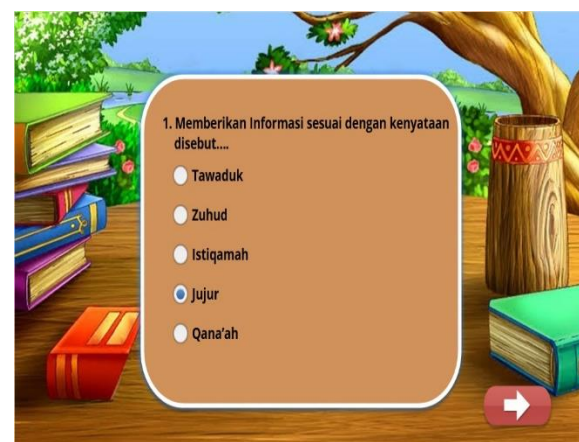 1. Memberikan Informasi sesuai dengan kenyataan
disebut....
Tawaduk
Zuhud
Istiqamah
Jujur
Qana'ah